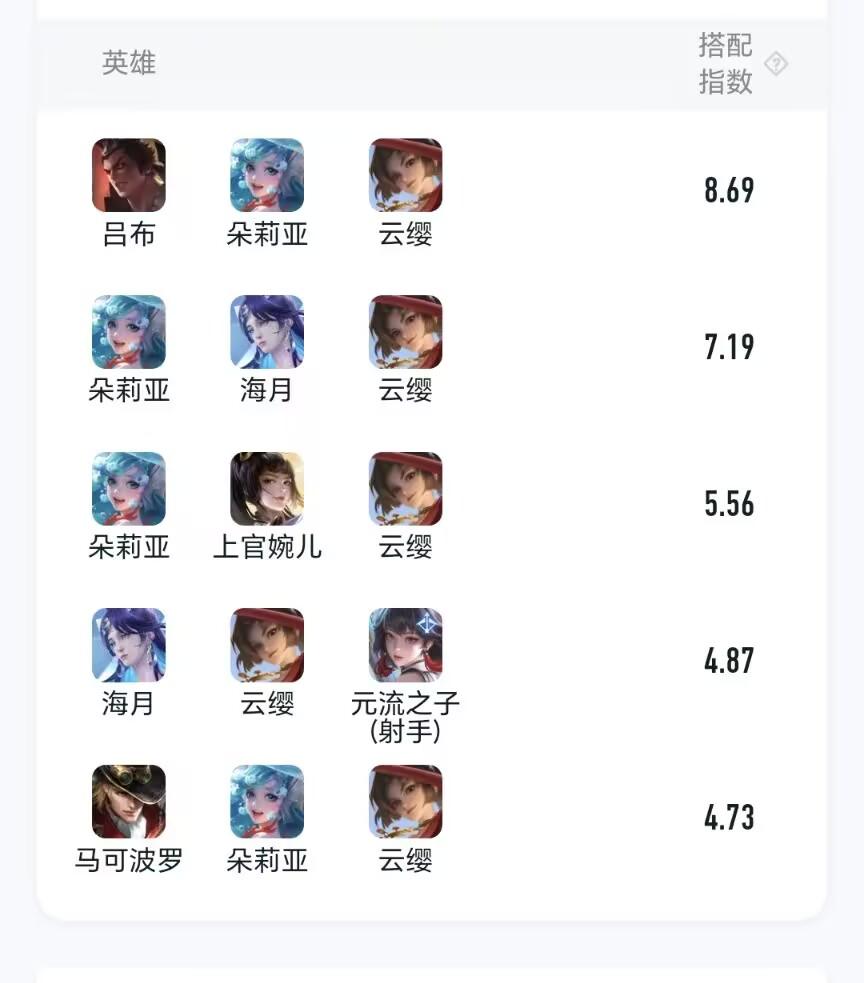 英雄
搭配
指数
吕布 朵莉亚 云缨 8.69
朵莉亚 海月 云缨 7.19
朵莉亚 上官婉儿 云缨 5.56
海月 云缨 元流之子
(射手)
4.87
马可波罗 朵莉亚 云缨 4.73